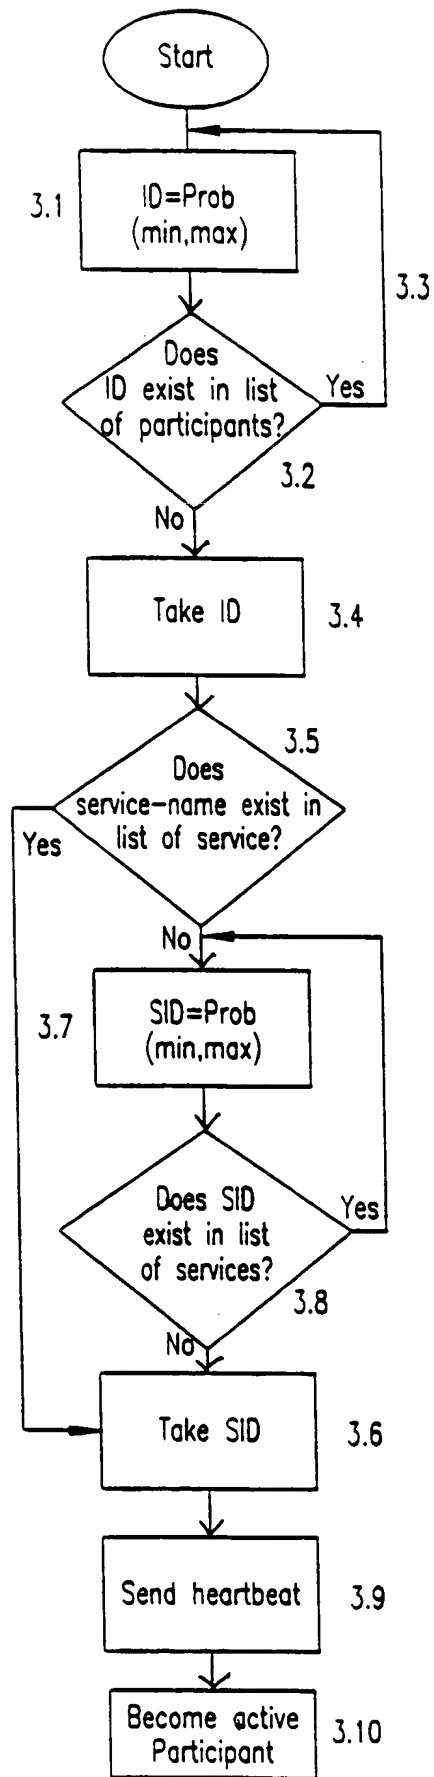 Start
3.1
ID=Prob
(min,max)
3.3
Does
ID exist in list
of participants?
Yes
3.2
No
Take ID
3.4
3.5
Does
service-name exist in
list of service?
Yes
No
3.7
SID=Prob
(min,max)
Does SID
exist in list
of services?
Yes
3.8
No
Take SID
3.6
Send heartbeat
3.9
Become active
Participant
3.10